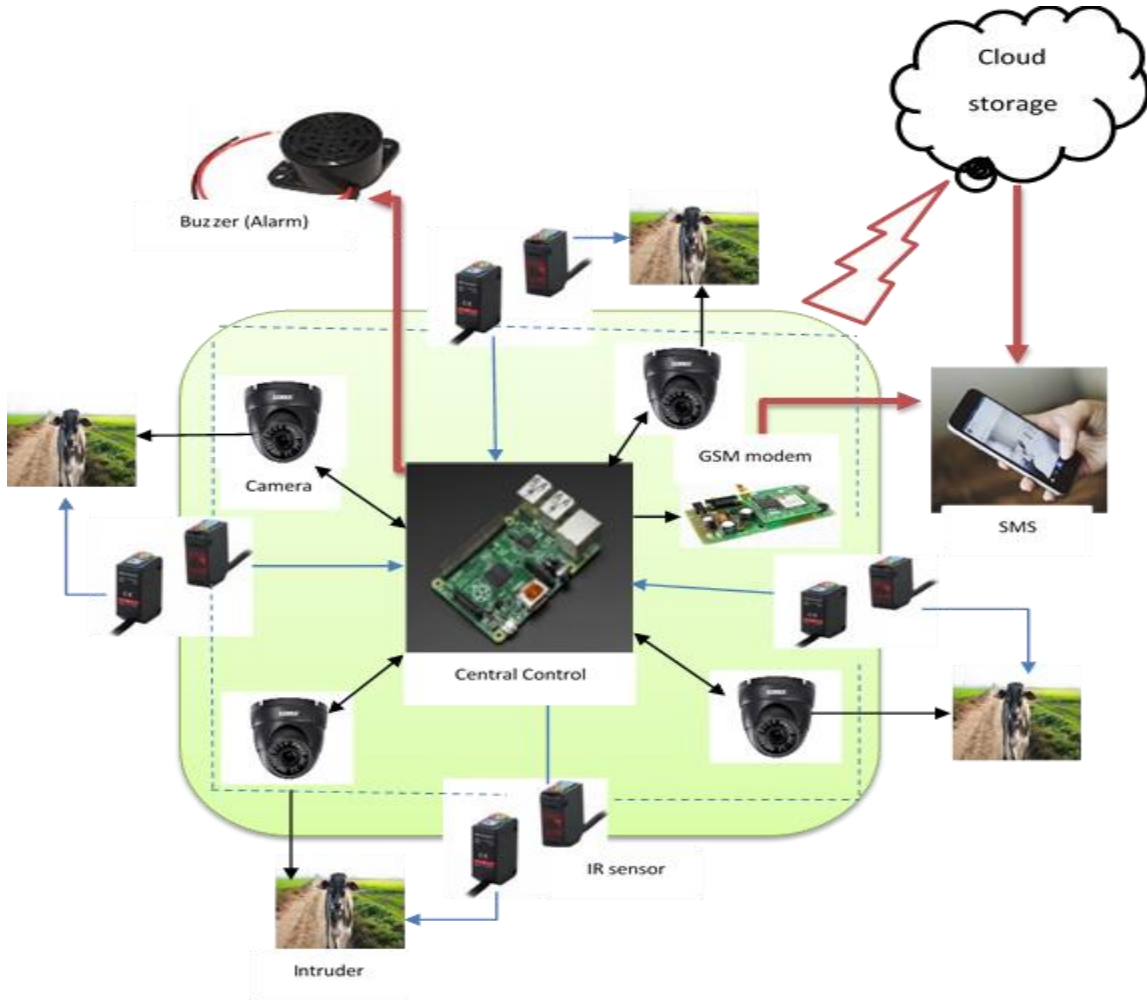 Cloud
storage
Buzzer (Alarm)
GSM modem
Camera
SMS
Central Control
IR sensor
Intruder